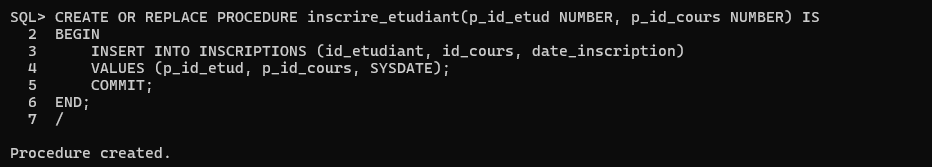 SQL> CREATE OR REPLACE PROCEDURE inscrire_etudiant(p_id_etud NUMBER, p_id_cours NUMBER) IS
  2  BEGIN
  3      INSERT INTO INSCRIPTIONS (id_etudiant, id_cours, date_inscription)
  4      VALUES (p_id_etud, p_id_cours, SYSDATE);
  5      COMMIT;
  6  END;
  7  /
Procedure created.